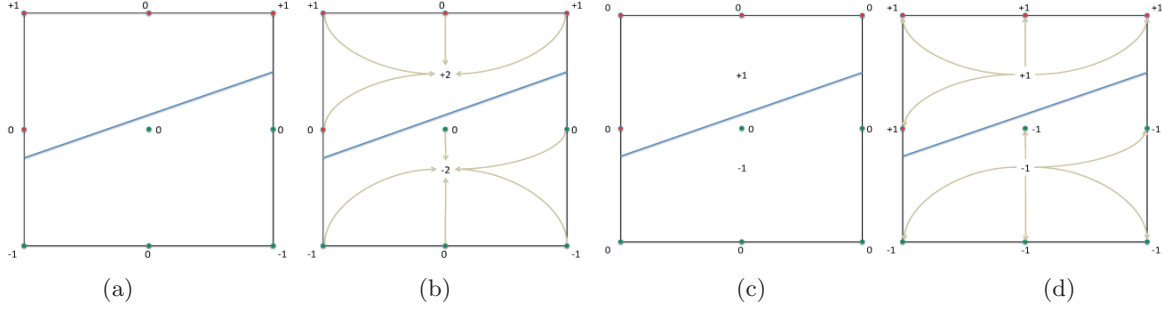 +1 0 +1 +1 0 +1 0 0 0 +1 +1 +1
+2 +1 +1
0 0 0 0 0 0 0 0 0 +1 -1 -1
-2 -1 -1
-1 0 -1 -1 0 -1 0 0 0 -1 -1 -1
(a) (b) (c) (d)